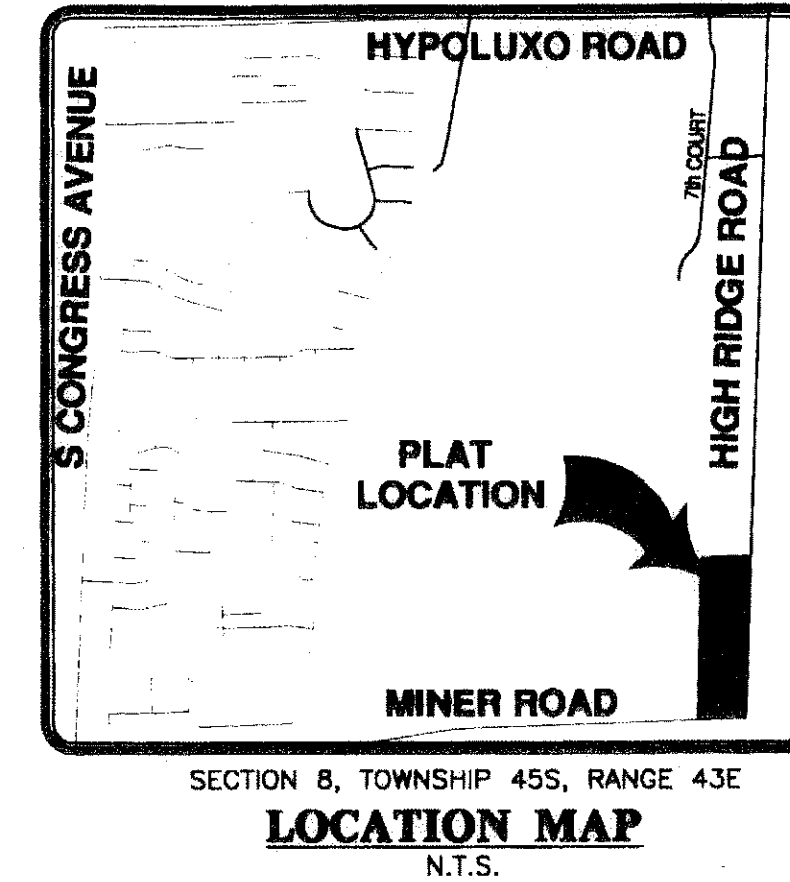 HYPOLUXO ROAD
S CONGRESS AVENUE
7th COURT
HIGH RIDGE ROAD
PLAT
LOCATION
MINER ROAD
SECTION 8, TOWNSHIP 45S, RANGE 43E
LOCATION MAP
N.T.S.